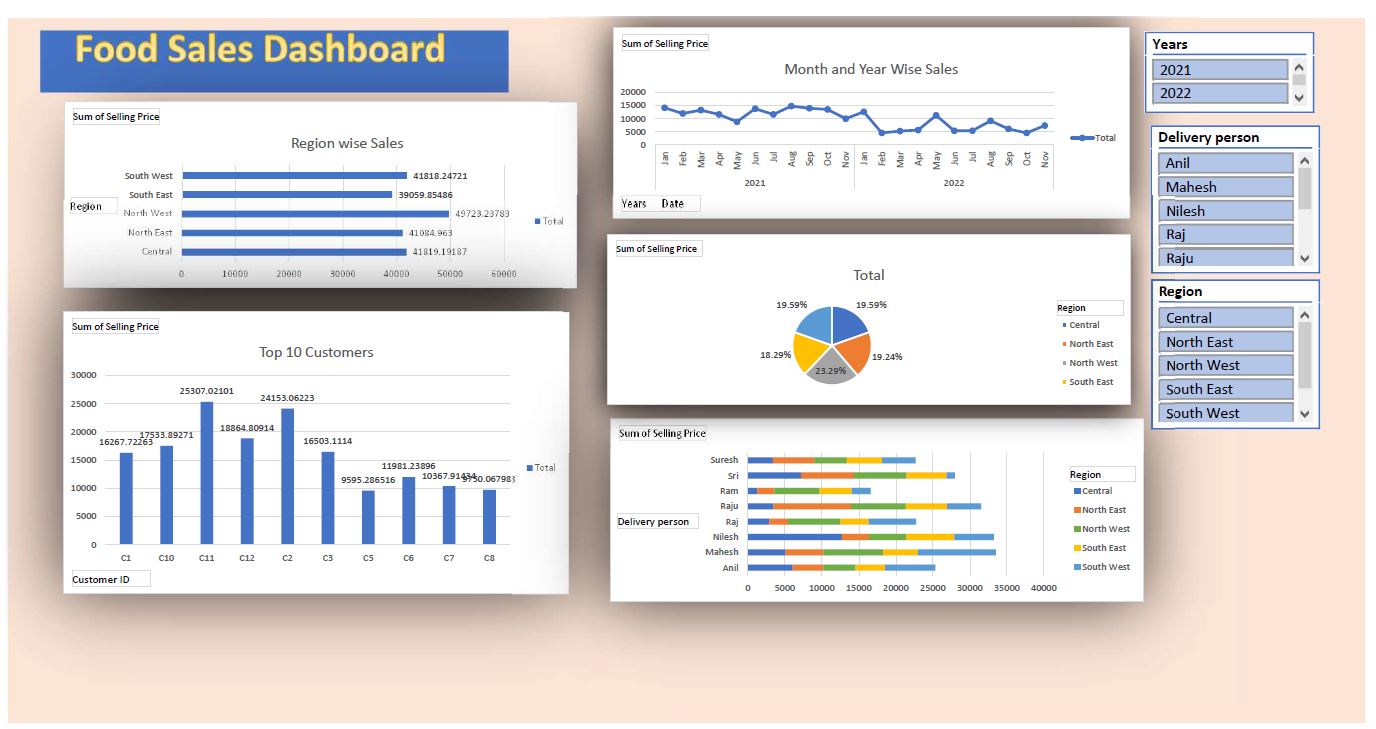 Food Sales Dashboard
Sum of Selling Price
Region wise Sales
South West 41818.24721
South East 39059.85486
Region
North West 49723.23783
Total
North East 41084.963
Central 41819.19187
0 10000 20000 30000 40000 50000 60000
Sum of Selling Price
Top 10 Customers
30000
25000
20000
15000
10000
5000
0
16267.72263
17533.89271
25307.02101
18864.80914
24153.06223
16503.1114
9595.286516
11981.23896
10367.91434
Total
C1 C10 C11 C12 C2 C3 C5 C6 C7 C8
Customer ID
Sum of Selling Price
Month and Year Wise Sales
20000
15000
10000
5000
0
Total
Jan Feb Mar Apr May Jun Jul Aug Sep Oct Nov Jan Feb Mar Apr May Jun Jul Aug Sep Oct Nov
2021 2022
Years Date
Sum of Selling Price
Total
19.59% 19.59%
18.29% 19.24%
23.29%
Region
Central
North East
North West
South East
Sum of Selling Price
Suresh
Sri
Ram
Raju
Raj
Nilesh
Mahesh
Anil
Delivery person
0 5000 10000 15000 20000 25000 30000 35000 40000
Region
Central
North East
North West
South East
South West
Years
2021
2022
Delivery person
Anil
Mahesh
Nilesh
Raj
Raju
Region
Central
North East
North West
South East
South West